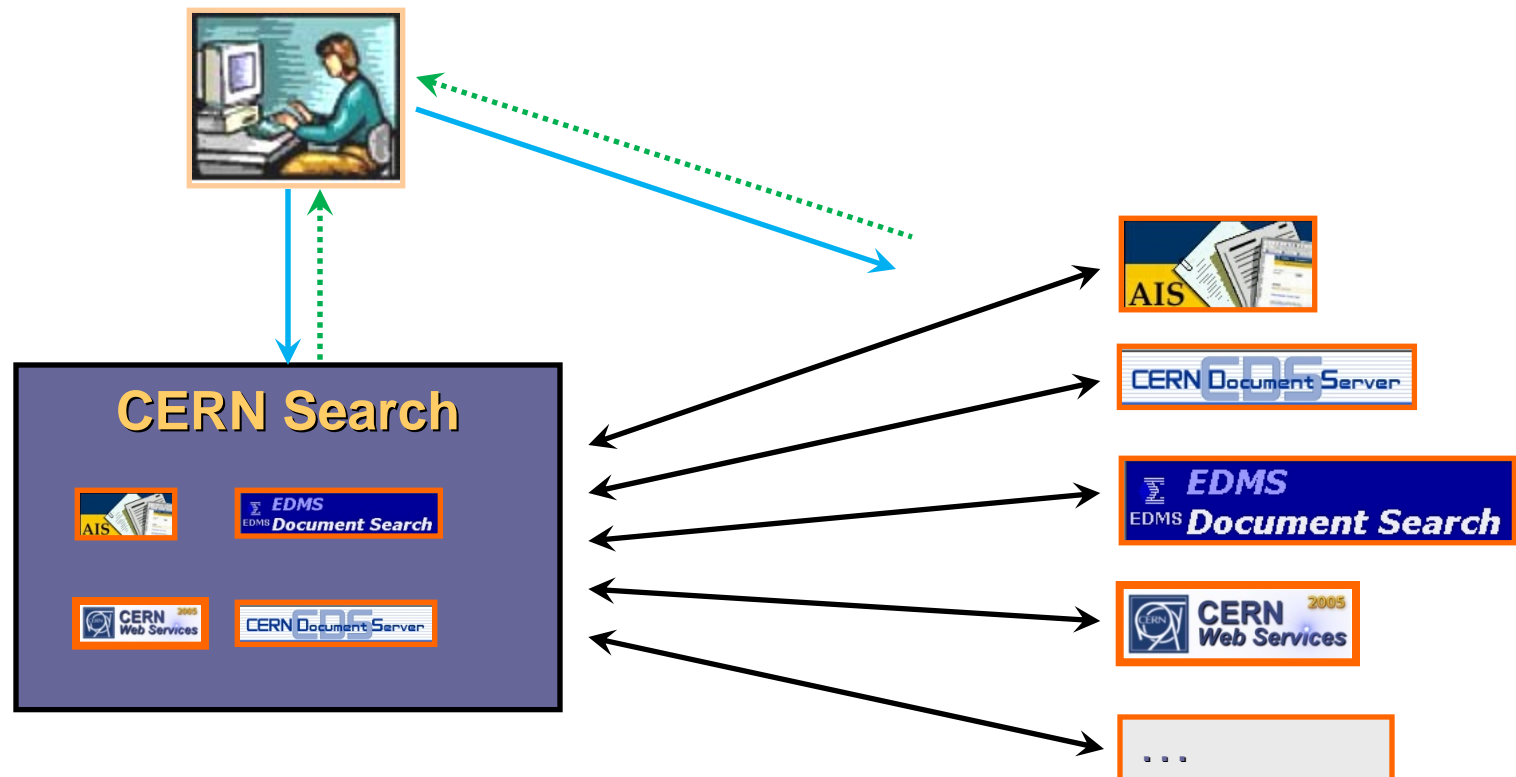 AIS
CERN Document Server
CERN Search
EDMS
EDMS Document Search
AIS
EDMS
EDMS Document Search
CERN 2005
Web Services
CERN
CERN 2005
Web Services
CERN Document Server
...